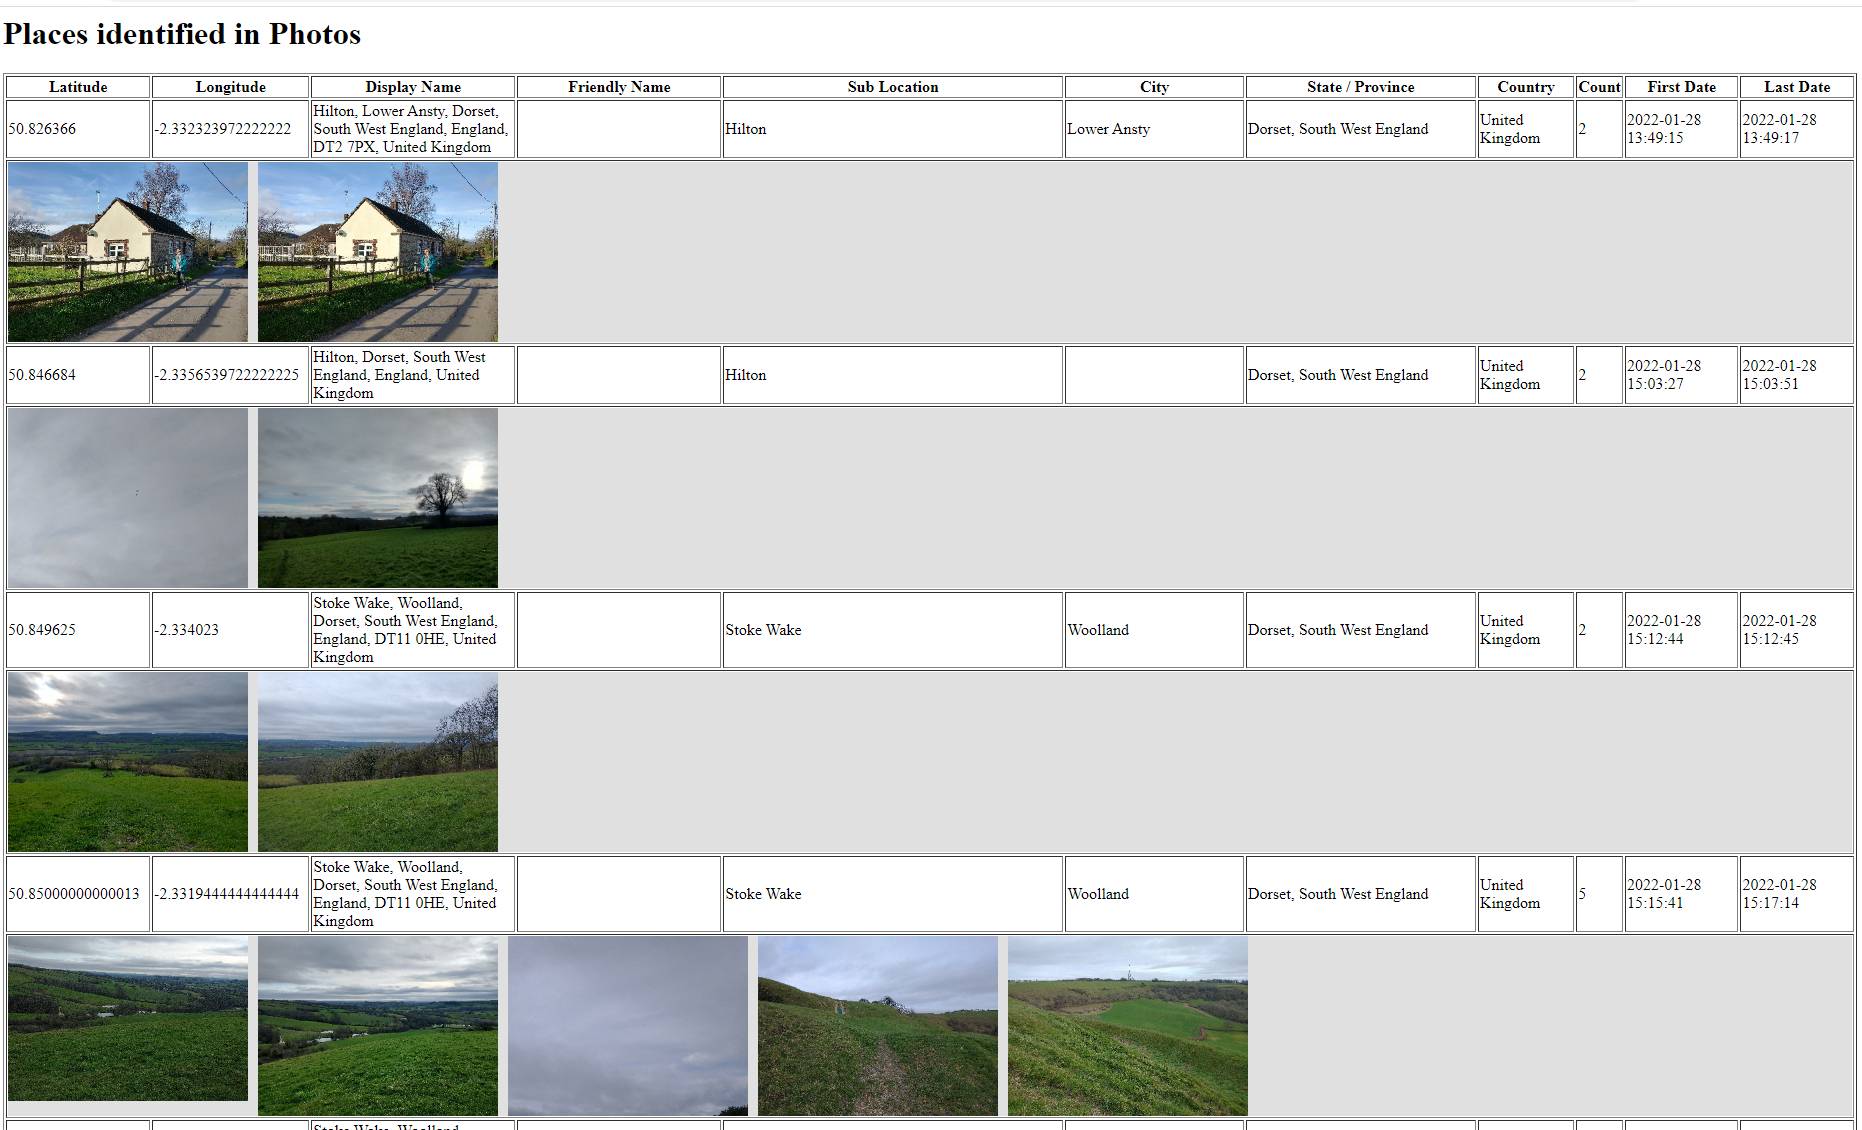 Places identified in Photos
Latitude Longitude Display Name Friendly Name Sub Location City State / Province Country Count First Date Last Date
50.826366 -2.332323972222222 Hilton, Lower Ansty, Dorset, South West England, England, DT2 7PX, United Kingdom Hilton Lower Ansty Dorset, South West England United Kingdom 2 2022-01-28 13:49:15 2022-01-28 13:49:17
50.846684 -2.3356539722222225 Hilton, Dorset, South West England, England, United Kingdom Hilton Dorset, South West England United Kingdom 2 2022-01-28 15:03:27 2022-01-28 15:03:51
50.849625 -2.334023 Stoke Wake, Woolland, Dorset, South West England, England, DT11 0HE, United Kingdom Stoke Wake Woolland Dorset, South West England United Kingdom 2 2022-01-28 15:12:44 2022-01-28 15:12:45
50.85000000000013 -2.3319444444444444 Stoke Wake, Woolland, Dorset, South West England, England, DT11 0HE, United Kingdom Stoke Wake Woolland Dorset, South West England United Kingdom 5 2022-01-28 15:15:41 2022-01-28 15:17:14
Stoke Wake, Woolland,